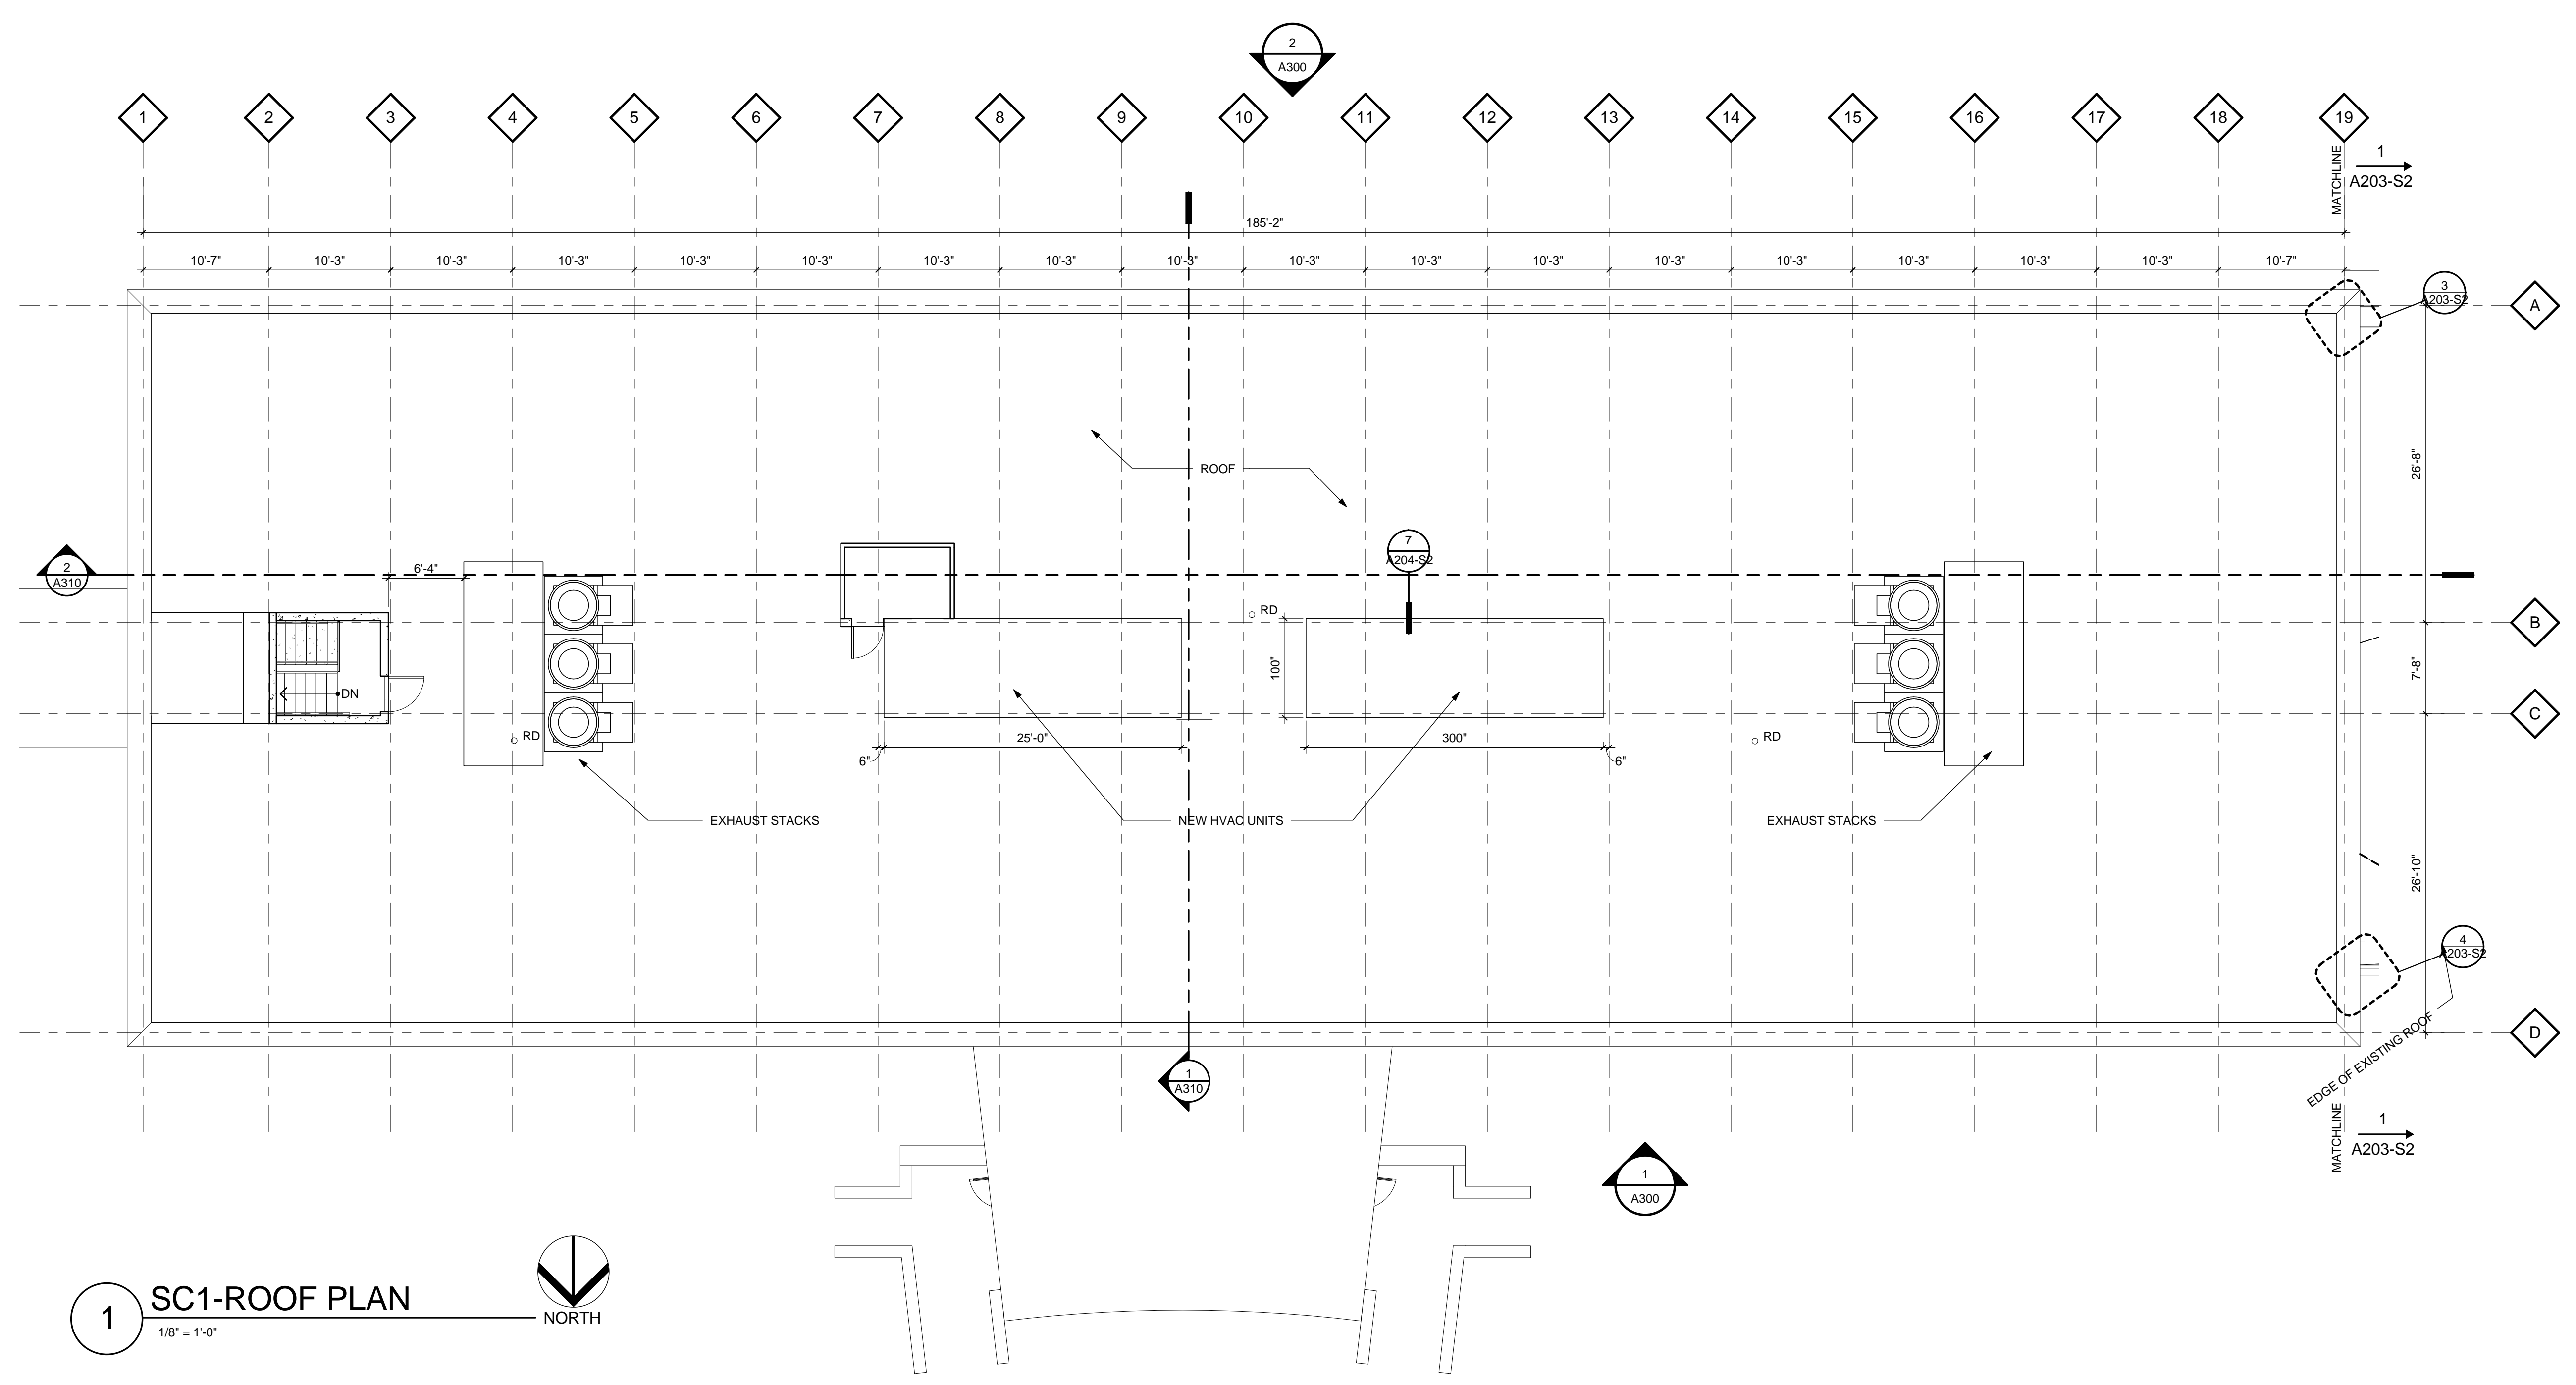 2
A300
1 2 3 4 5 6 7 8 9 10 11 12 13 14 15 16 17 18 19
MATCHLINE
1
A203-S2
185'-2"
10'-7" 10'-3" 10'-3" 10'-3" 10'-3" 10'-3" 10'-3" 10'-3" 10'-3" 10'-3" 10'-3" 10'-3" 10'-3" 10'-3" 10'-3" 10'-3" 10'-3" 10'-7"
3
A203-S2
A
26'-8"
ROOF
7
A204-S2
2
A310
6'-4"
RD
B
100"
7'-8"
DN
C
RD
25'-0"
300"
RD
6"
6"
EXHAUST STACKS
NEW HVAC UNITS
EXHAUST STACKS
26'-10"
4
A203-S2
D
EDGE OF EXISTING ROOF
1
A310
MATCHLINE
1
A203-S2
1
A300
1
SC1-ROOF PLAN
1/8" = 1'-0"
NORTH